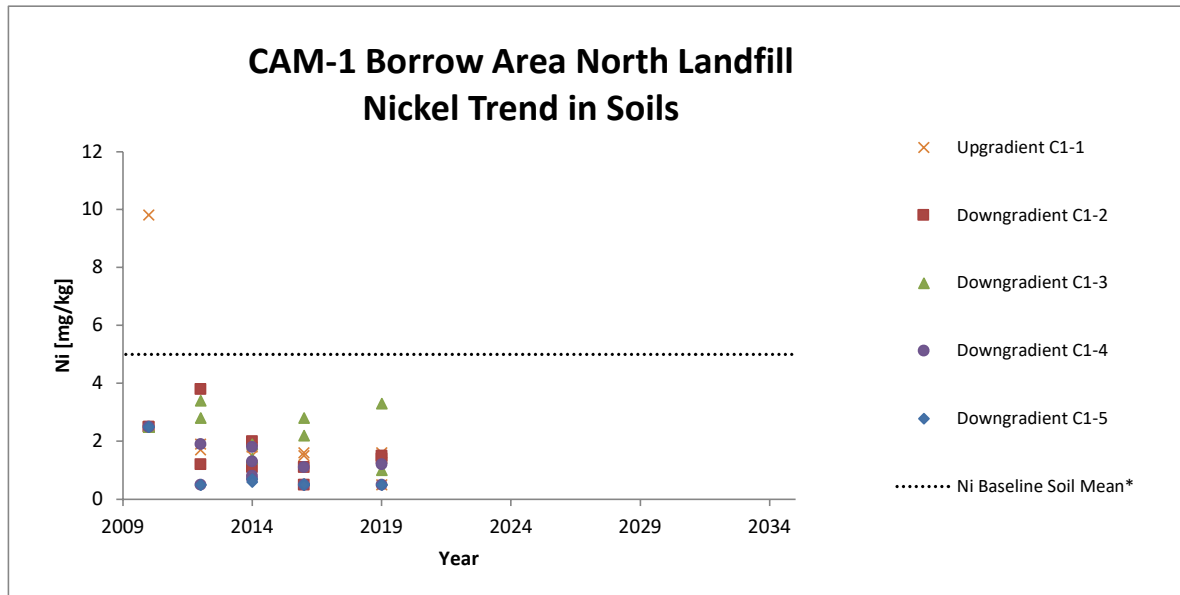 CAM-1 Borrow Area North Landfill
Nickel Trend in Soils
12
10
8
6
4
2
0
Ni [mg/kg]
2009
2014
2019
2024
2029
2034
Year
Upgradient C1-1
Downgradient C1-2
Downgradient C1-3
Downgradient C1-4
Downgradient C1-5
Ni Baseline Soil Mean*